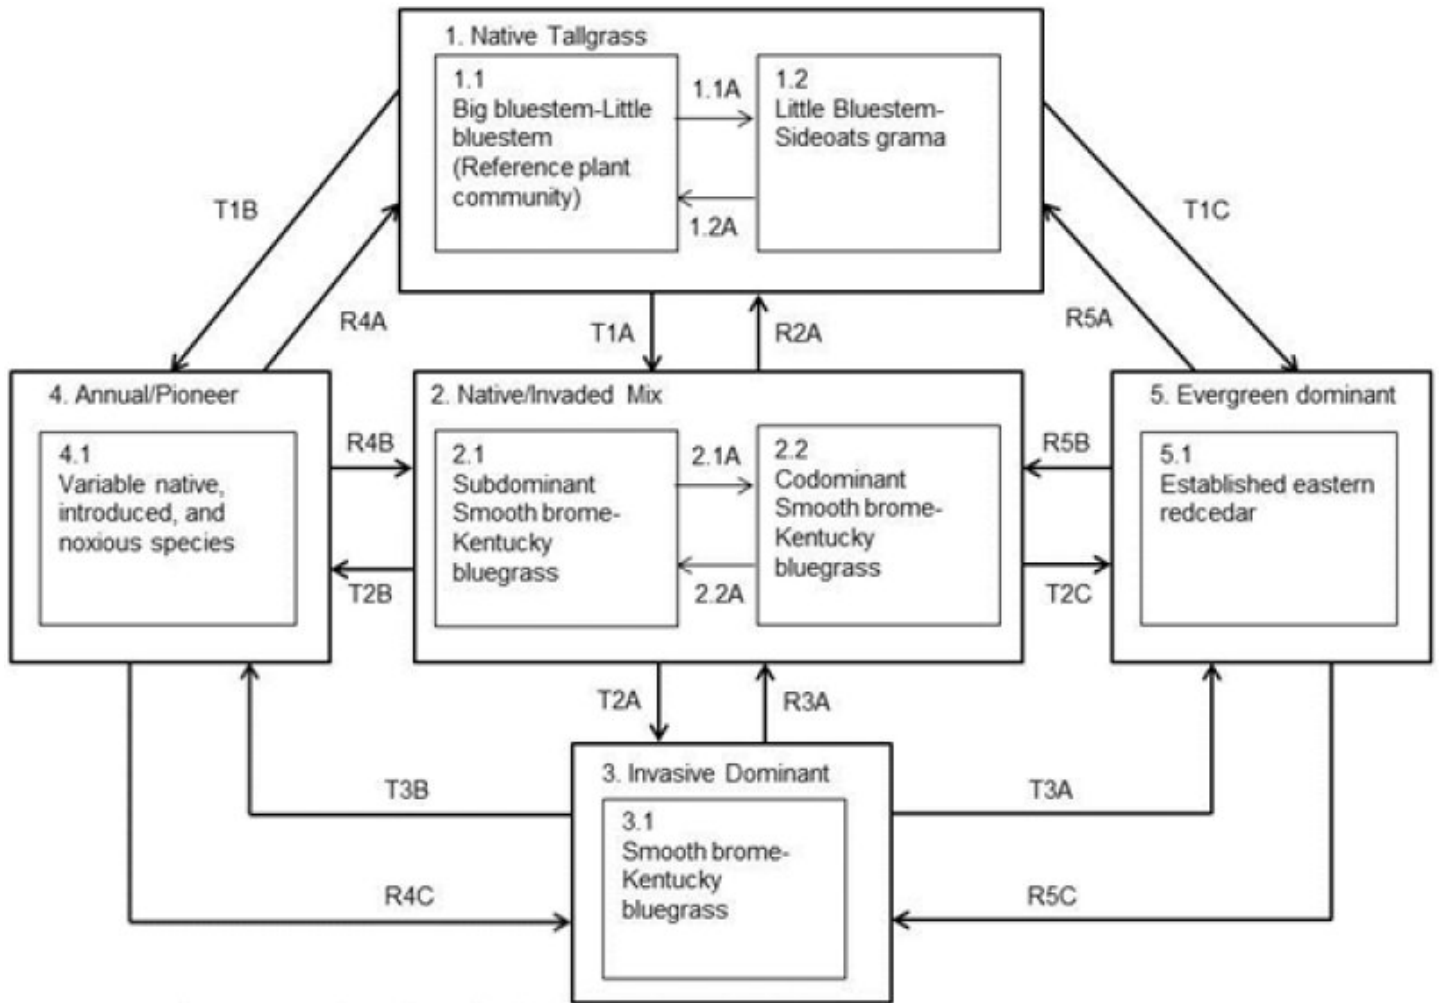 1. Native Tallgrass
1.1
Big bluestem-Little
bluestem
(Reference plant
community)
1.1A
1.2A
1.2
Little Bluestem-
Sideoats grama
T1B
R4A
T1A
R2A
R5A
T1C
4. Annual/Pioneer
4.1
Variable native,
introduced, and
noxious species
R4B
T2B
2. Native/Invaded Mix
2.1
Subdominant
Smooth brome-
Kentucky
bluegrass
2.1A
2.2A
2.2
Codominant
Smooth brome-
Kentucky
bluegrass
R5B
T2C
5. Evergreen dominant
5.1
Established eastern
redcedar
T2A
R3A
T3B
R4C
3. Invasive Dominant
3.1
Smooth brome-
Kentucky
bluegrass
T3A
R5C